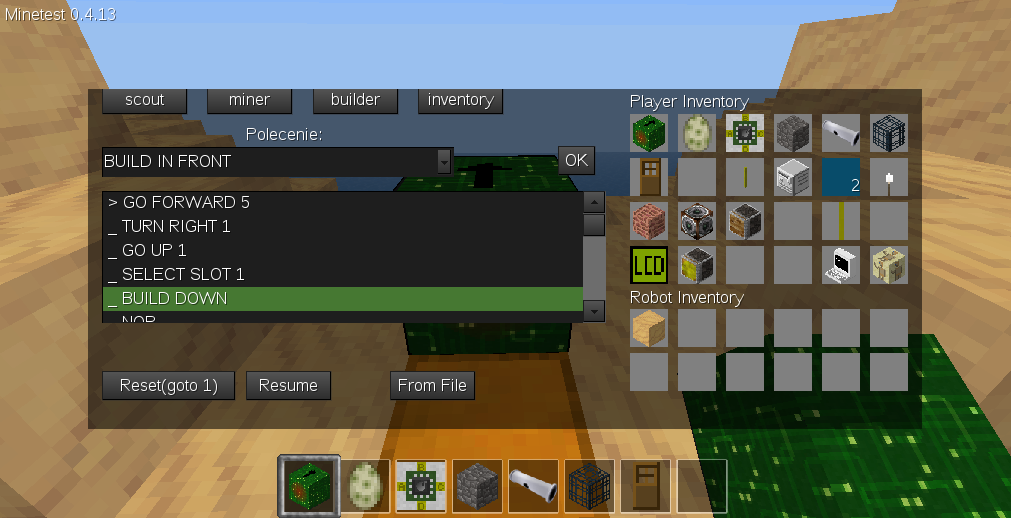 Minetest 0.4.13
scout miner builder inventory
Player Inventory
Polecenie:
BUILD IN FRONT
OK
> GO FORWARD 5
_ TURN RIGHT 1
_ GO UP 1
_ SELECT SLOT 1
_ BUILD DOWN
_ NOP
2
LCD
Robot Inventory
Reset(goto 1) Resume From File